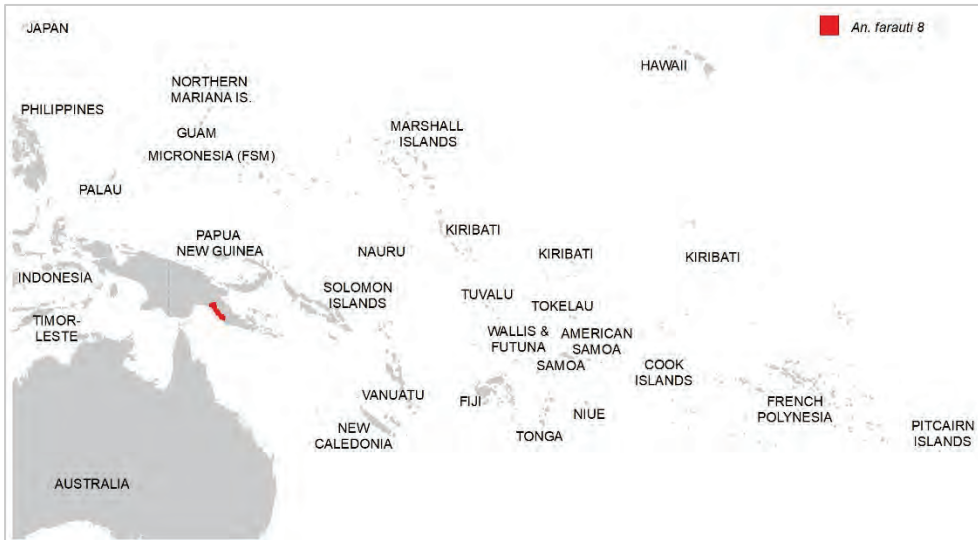 JAPAN
An. farauti 8
HAWAII
NORTHERN
MARIANA IS.
PHILIPPINES
GUAM
MARSHALL
ISLANDS
MICRONESIA (FSM)
PALAU
KIRIBATI
PAPUA
NEW GUINEA
NAURU
KIRIBATI
KIRIBATI
INDONESIA
SOLOMON
ISLANDS
TUVALU
TOKELAU
TIMOR-
LESTE
WALLIS &
FUTUNA
AMERICAN
SAMOA
SAMOA
COOK
ISLANDS
VANUATU
FIJI
FRENCH
POLYNESIA
NIUE
NEW
CALEDONIA
TONGA
PITCAIRN
ISLANDS
AUSTRALIA